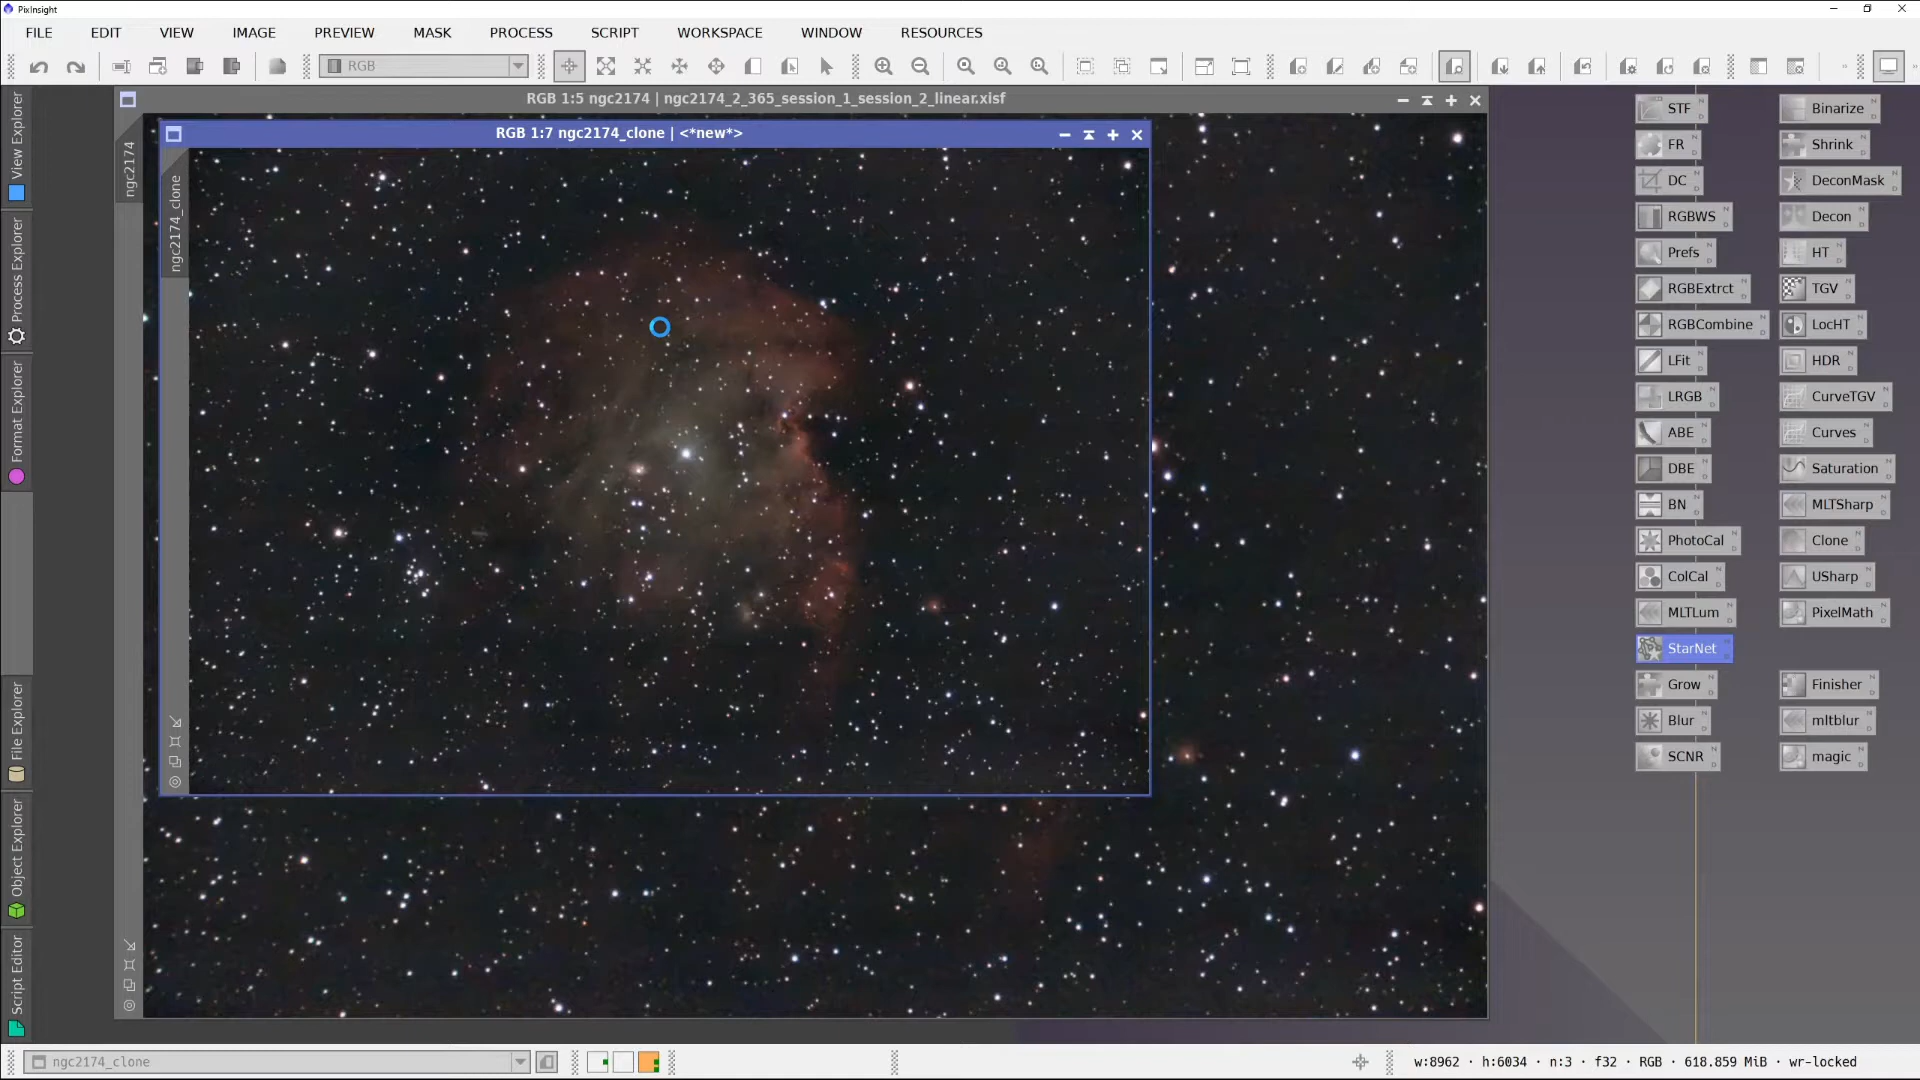 PixInsight
FILE EDIT VIEW IMAGE PREVIEW MASK PROCESS SCRIPT WORKSPACE WINDOW RESOURCES
RGB
RGB 1:5 ngc2174 | ngc2174_2_365_session_1_session_2_linear.xisf
RGB 1:7 ngc2174_clone | <*new*>
ngc2174
ngc2174_clone
View Explorer
Process Explorer
Format Explorer
File Explorer
Object Explorer
Script Editor
STF Binarize
FR Shrink
DC DeconMask
RGBWS Decon
Prefs HT
RGBExtrct TGV
RGBCombine LocHT
LFit HDR
LRGB CurveTGV
ABE Curves
DBE Saturation
BN MLTSharp
PhotoCal Clone
ColCal USharp
MLTLum PixelMath
StarNet
Grow Finisher
Blur mltblur
SCNR magic
ngc2174_clone
w:8962 · h:6034 · n:3 · f32 · RGB · 618.859 MiB · wr-locked